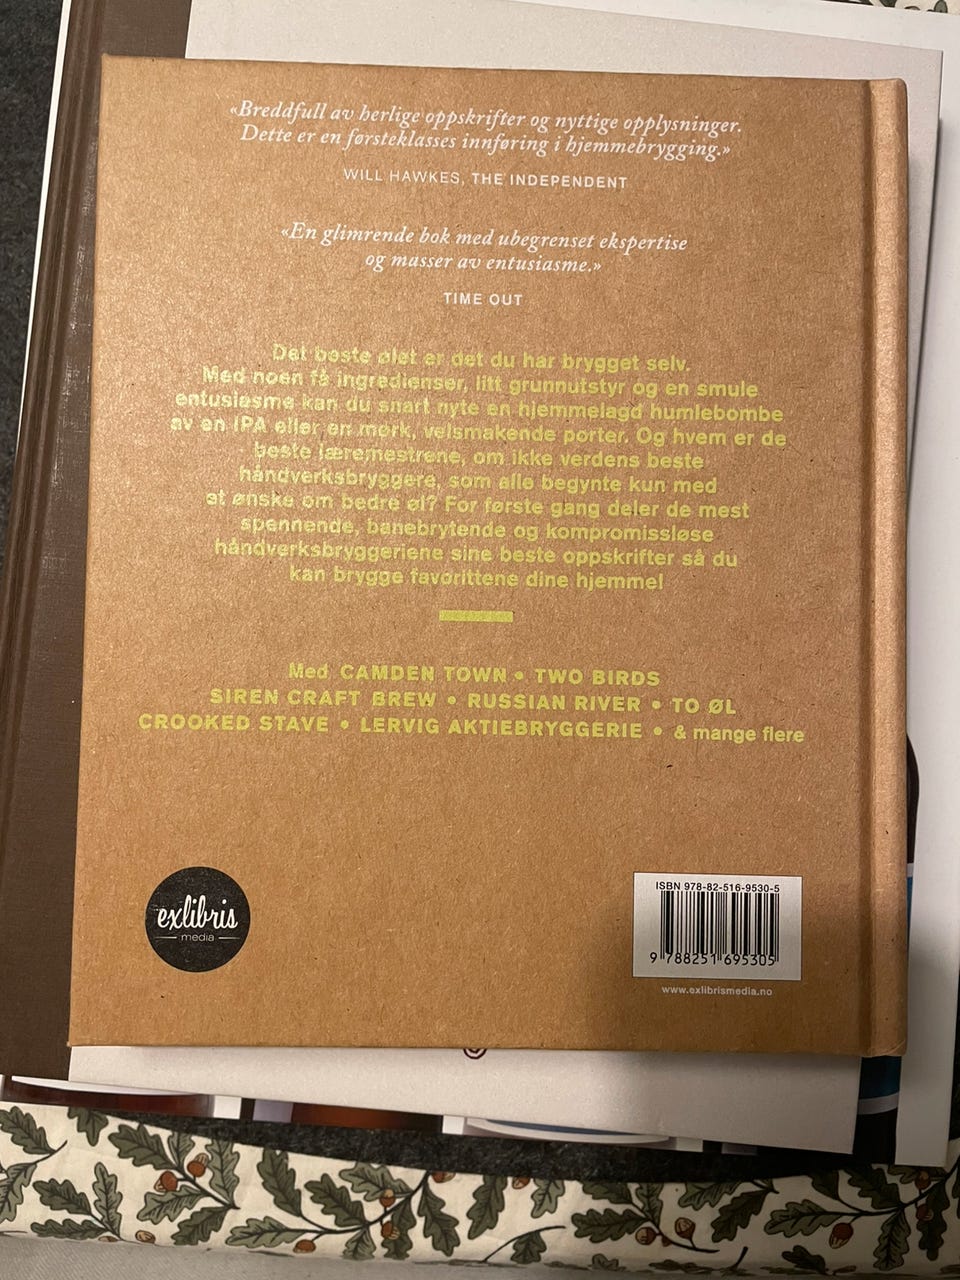 «Breddfull av herlige oppskrifter og nyttige opplysninger.
Dette er en førsteklasses innføring i hjemmebrygging.»
WILL HAWKES, THE INDEPENDENT
«En glimrende bok med ubegrenset ekspertise
og masser av entusiasme.»
TIME OUT
Det beste ølet er det du har brygget selv.
Med noen få ingredienser, litt grunnutstyr og en smule
entusiasme kan du snart nyte en hjemmelagd humlebombe
av en IPA eller en mørk, velsmakende porter. Og hvem er de
beste læremestrene, om ikke verdens beste
håndverksbryggere, som alle begynte kun med
et ønske om bedre øl? For første gang deler de mest
spennende, banebrytende og kompromissløse
håndverksbryggeriene sine beste oppskrifter så du
kan brygge favorittene dine hjemme!
Med CAMDEN TOWN • TWO BIRDS
SIREN CRAFT BREW • RUSSIAN RIVER • TO ØL
CROOKED STAVE • LERVIG AKTIEBRYGGERIE • & mange flere
exlibris
media
ISBN 978-82-516-9530-5
9 788251 695305
www.exlibrismedia.no